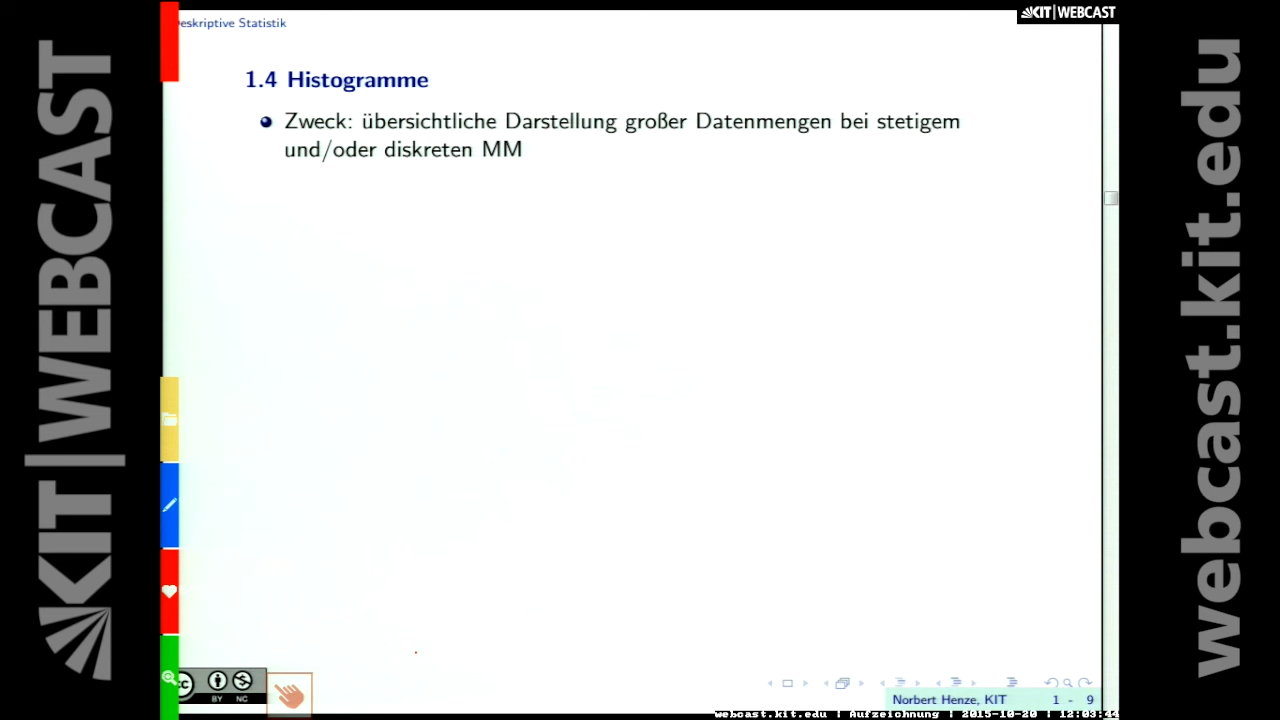 Deskriptive Statistik
KIT | WEBCAST
1.4 Histogramme
Zweck: übersichtliche Darstellung großer Datenmengen bei stetigem
und/oder diskreten MM
KIT | WEBCAST
webcast.kit.edu
cc
BY NC
Norbert Henze, KIT 1 - 9
webcast.kit.edu | Aufzeichnung | 2015-10-20 | 12:03:44